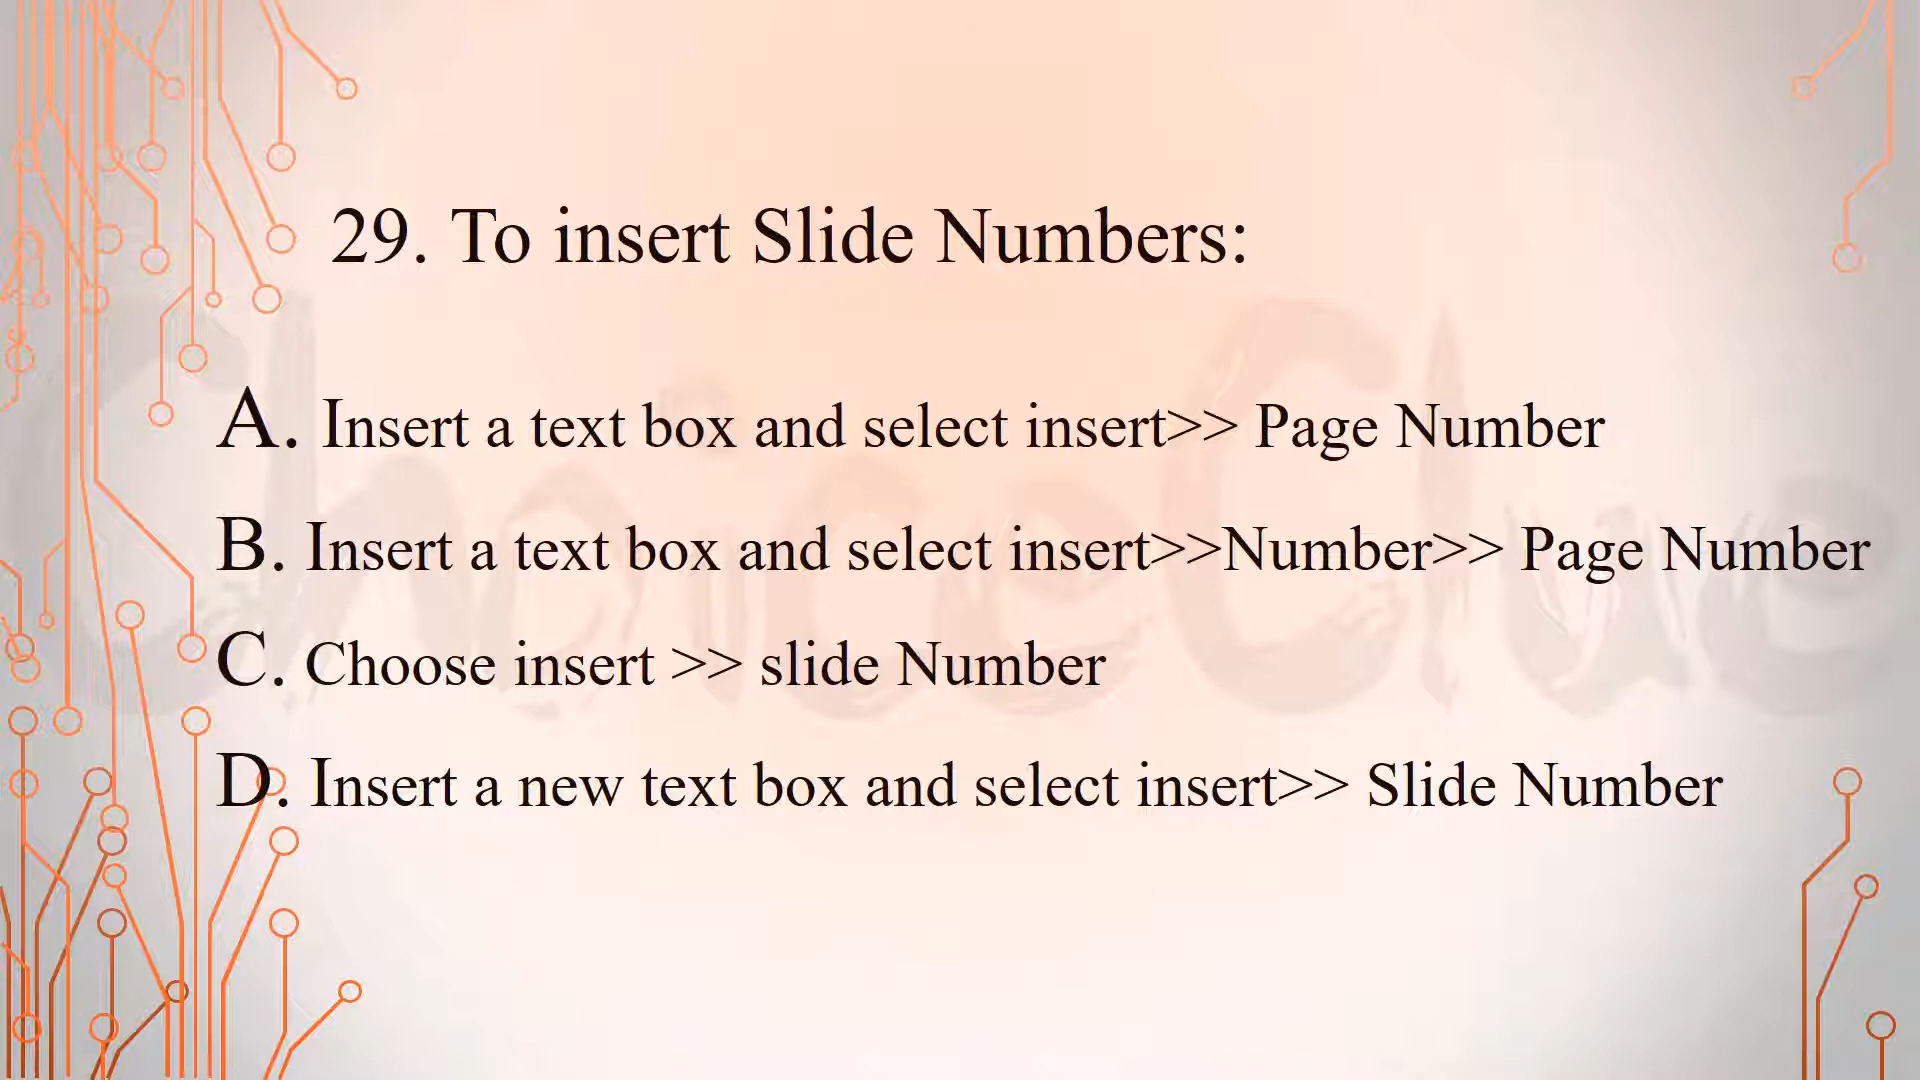 29. To insert Slide Numbers:
A. Insert a text box and select insert>> Page Number
B. Insert a text box and select insert>>Number>> Page Number
C. Choose insert >> slide Number
D. Insert a new text box and select insert>> Slide Number
ChoiceClue